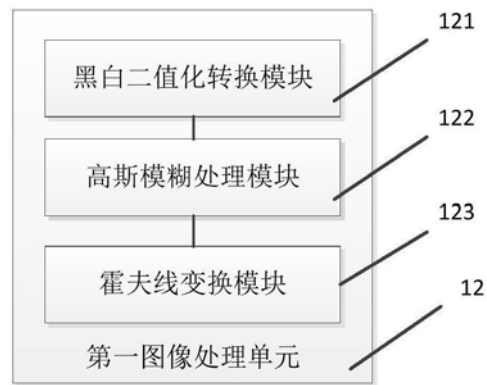 黑白二值化转换模块
121
高斯模糊处理模块
122
霍夫线变换模块
123
第一图像处理单元
12